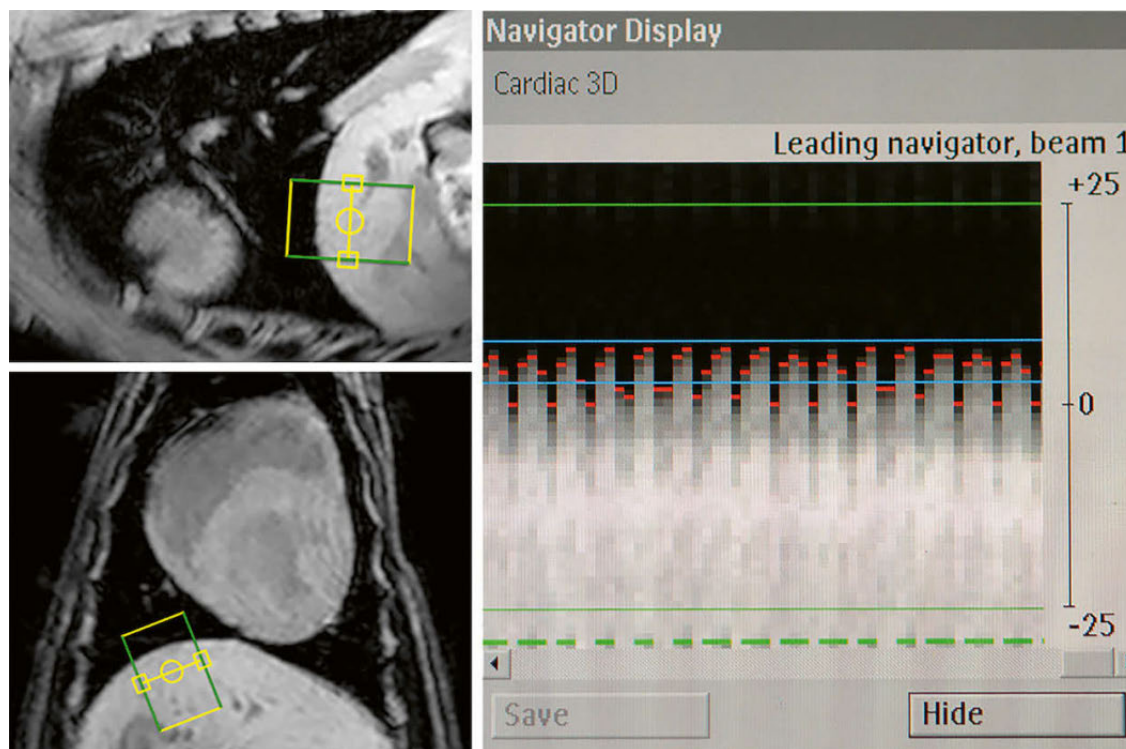 Navigator Display
Cardiac 3D
Leading navigator, beam 1
+25
0
-25
Save
Hide